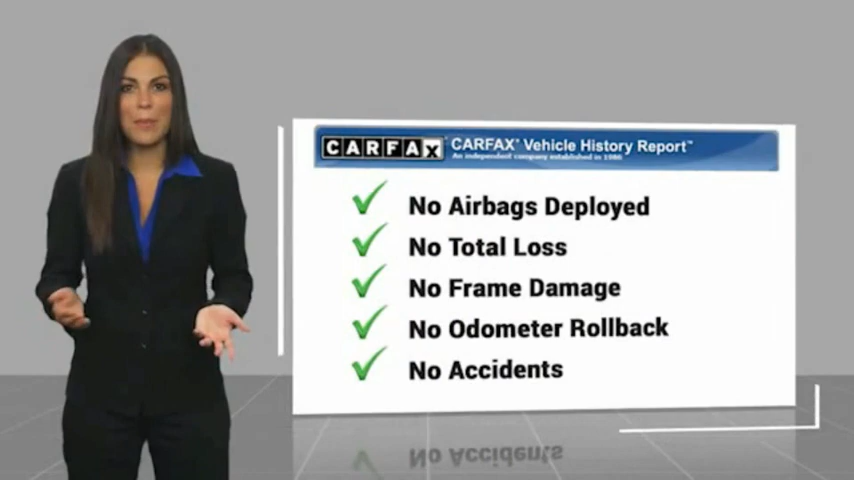 CARFAX CARFAX® Vehicle History Report™
An independent company established in 1986
No Airbags Deployed
No Total Loss
No Frame Damage
No Odometer Rollback
No Accidents
No Accidents